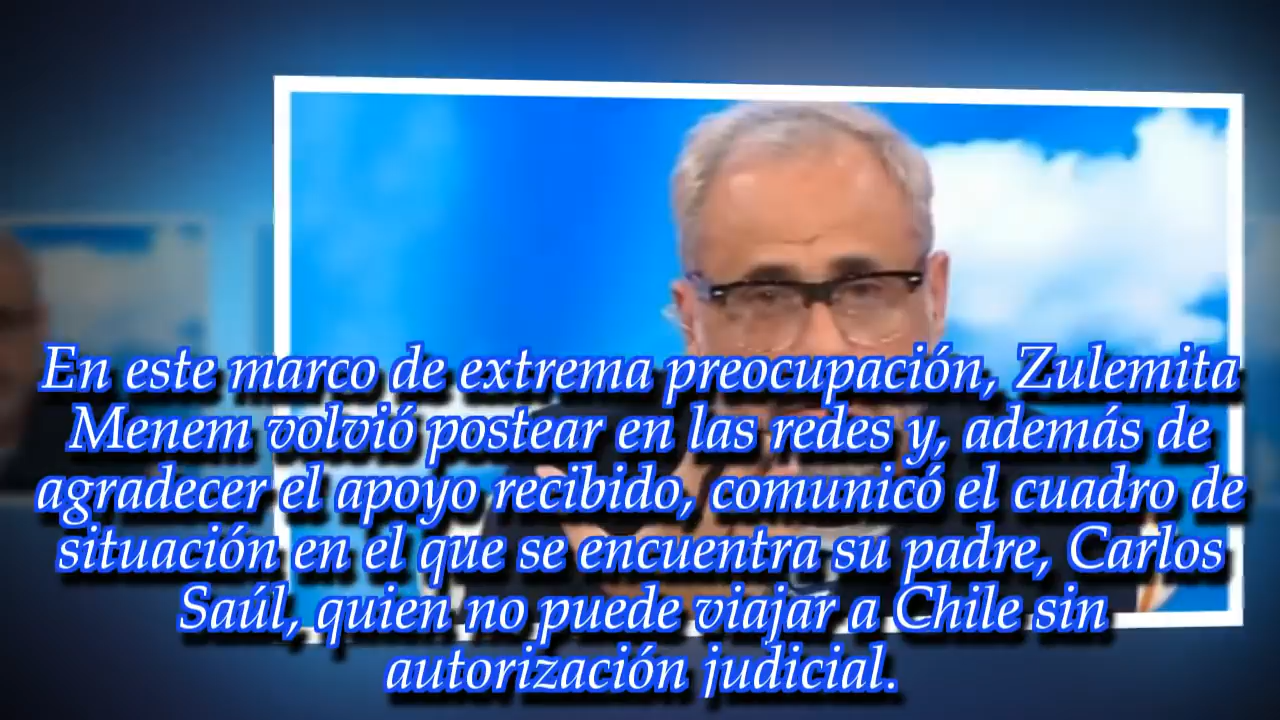 En este marco de extrema preocupación, Zulemita
Menem volvió postear en las redes y, además de
agradecer el apoyo recibido, comunicó el cuadro de
situación en el que se encuentra su padre, Carlos
Saúl, quien no puede viajar a Chile sin
autorización judicial.